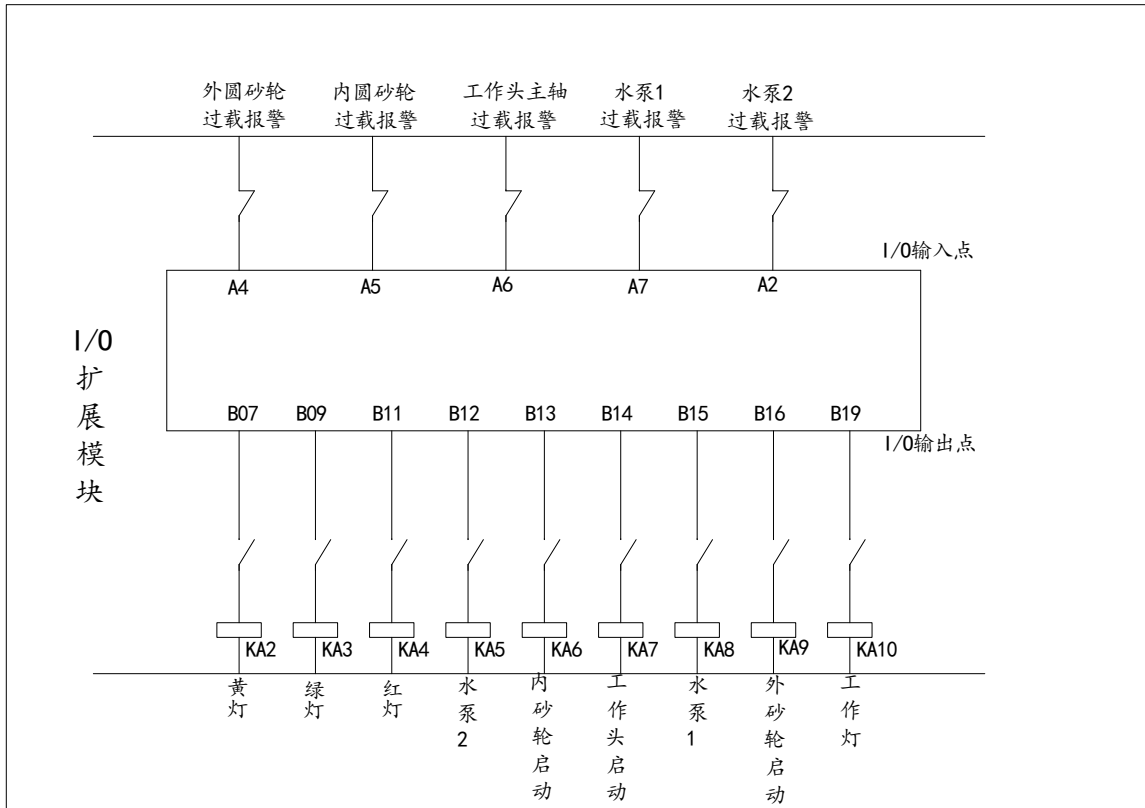 外圆砂轮
过载报警
内圆砂轮
过载报警
工作头主轴
过载报警
水泵1
过载报警
水泵2
过载报警
I/O输入点
A4
A5
A6
A7
A2
I/O
扩展模块
B07
B09
B11
B12
B13
B14
B15
B16
B19
I/O输出点
KA2
KA3
KA4
KA5
KA6
KA7
KA8
KA9
KA10
黄灯
绿灯
红灯
水泵2
内砂轮启动
工作头启动
水泵1
外砂轮启动
工作灯